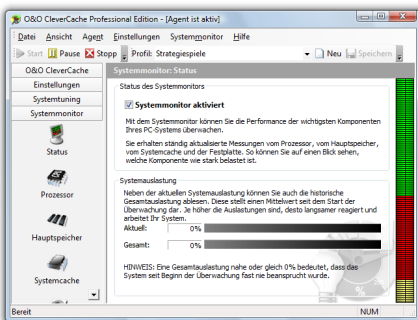 O&O CleverCache Professional Edition - [Agent ist aktiv]
Datei Ansicht Agent Einstellungen Systemmonitor Hilfe
Start Pause Stopp Profil: Strategiespiele Neu Speichern
O&O CleverCache
Einstellungen
Systemtuning
Systemmonitor
Status
Prozessor
Hauptspeicher
Systemcache
Systemmonitor: Status
Status des Systemmonitors
Systemmonitor aktiviert
Mit dem Systemmonitor können Sie die Performance der wichtigsten Komponenten
Ihres PC-Systems überwachen.
Sie erhalten ständig aktualisierte Messungen vom Prozessor, vom Hauptspeicher,
vom Systemcache und der Festplatte. So können Sie auf einen Blick sehen,
welche Komponente wie stark belastet ist.
Systemauslastung
Neben der aktuellen Systemauslastung können Sie auch die historische
Gesamtauslastung ablesen. Diese stellt einen Mittelwert seit dem Start der
Überwachung dar. Je höher die Auslastungen sind, desto langsamer reagiert und
arbeitet Ihr System.
Aktuell: 0%
Gesamt: 0%
HINWEIS: Eine Gesamtauslastung nahe oder gleich 0% bedeutet, dass das
System seit Beginn der Überwachung fast nie beansprucht wurde.
%
Bereit NUM